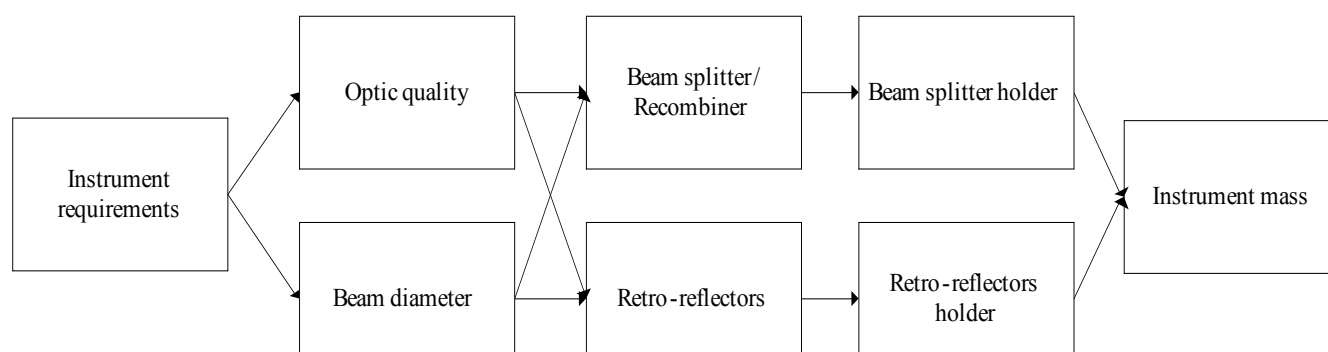 Instrument
requirements
Optic quality
Beam diameter
Beam splitter/
Recombiner
Retro-reflectors
Beam splitter holder
Retro-reflectors
holder
Instrument mass